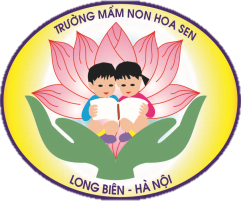 TRƯỜNG MẦM NON HOA SEN
LONG BIÊN - HÀ NỘI